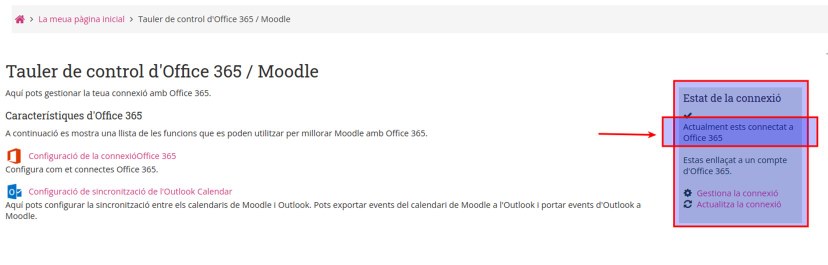 La meua pàgina inicial > Tauler de control d'Office 365 / Moodle
Tauler de control d'Office 365 / Moodle
Aquí pots gestionar la teua connexió amb Office 365.
Característiques d'Office 365
A continuació es mostra una llista de les funcions que es poden utilitzar per millorar Moodle amb Office 365.
Configuració de la connexióOffice 365
Configura com et connectes Office 365.
Configuració de sincronització de l'Outlook Calendar
Aquí pots configurar la sincronització entre els calendaris de Moodle i Outlook. Pots exportar events del calendari de Moodle a l'Outlook i portar events d'Outlook a
Moodle.
Estat de la connexió
Actualment ests connectat a
Office 365
Estas enllaçat a un compte
d'Office 365.
Gestiona la connexió
Actualitza la connexió